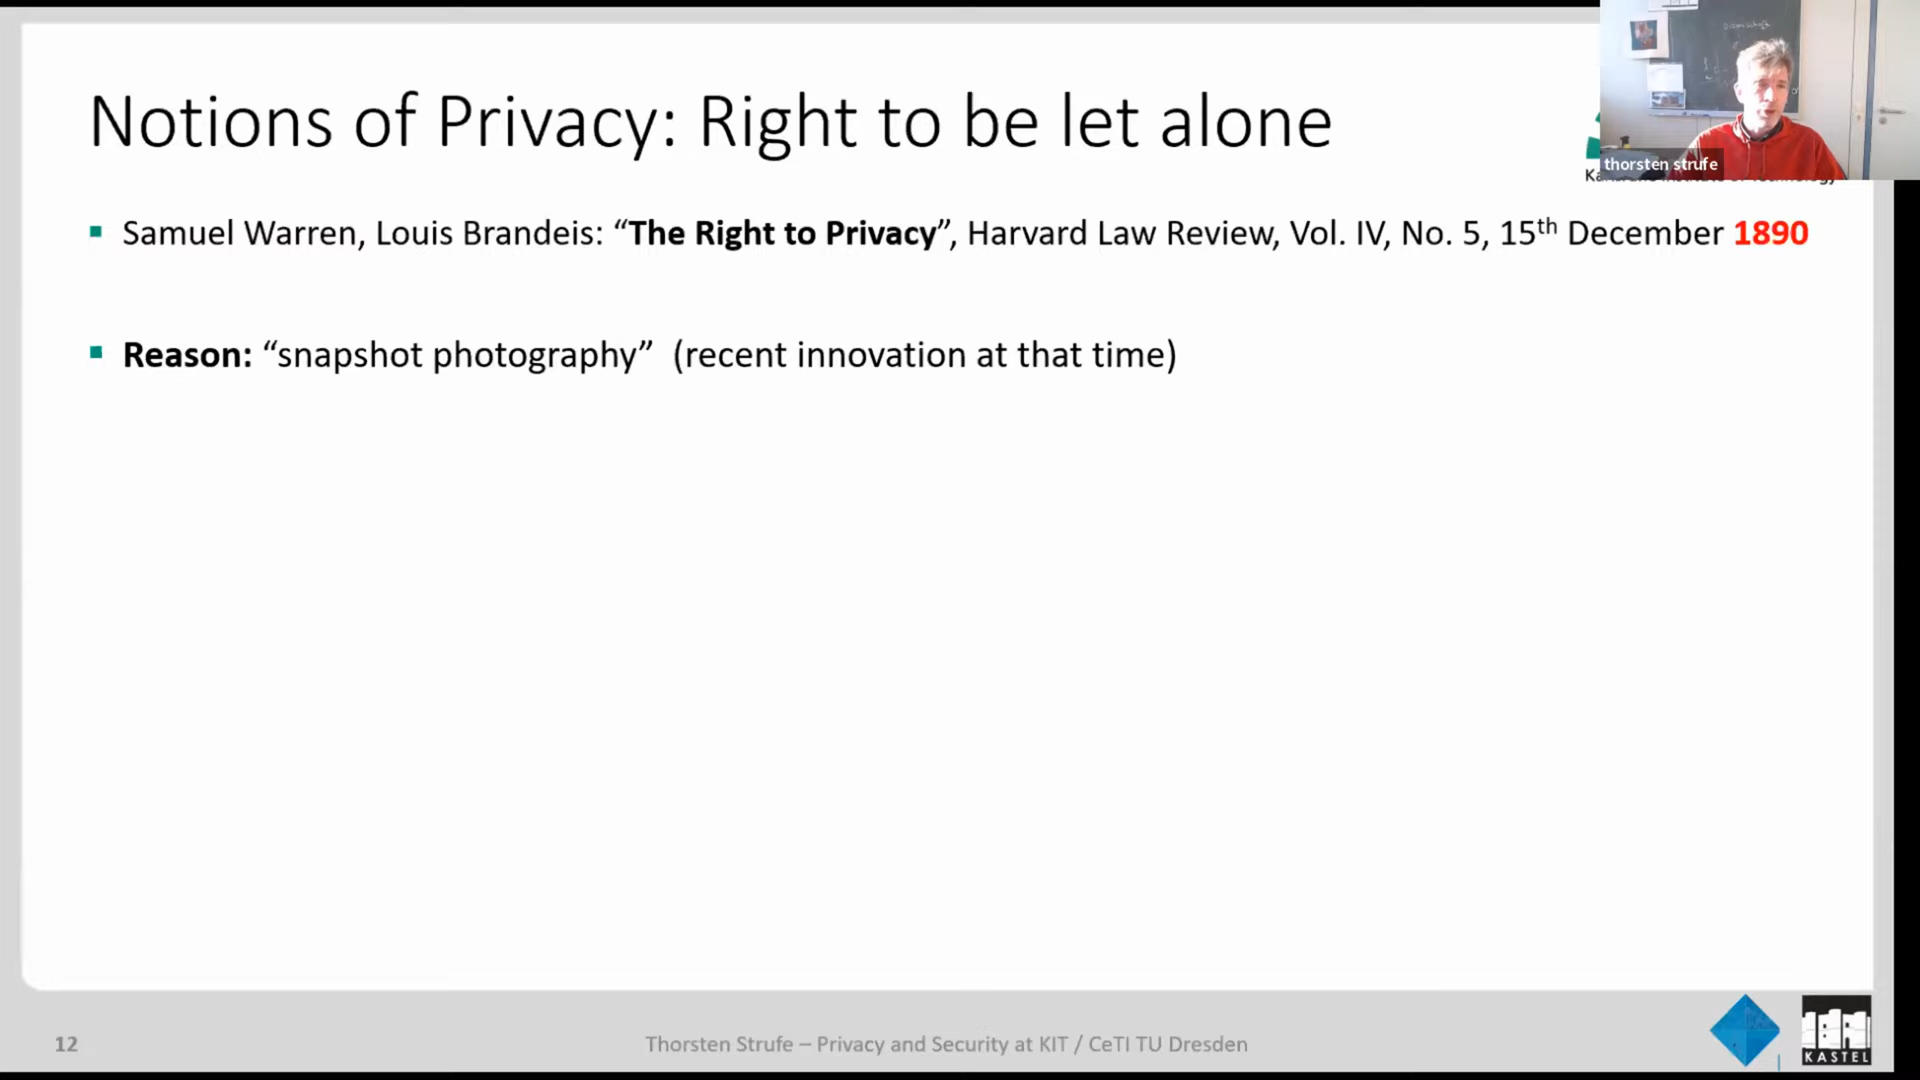 Notions of Privacy: Right to be let alone
thorsten strufe
▪ Samuel Warren, Louis Brandeis: “The Right to Privacy”, Harvard Law Review, Vol. IV, No. 5, 15th December 1890
▪ Reason: “snapshot photography” (recent innovation at that time)
12
Thorsten Strufe – Privacy and Security at KIT / CeTI TU Dresden
KASTEL